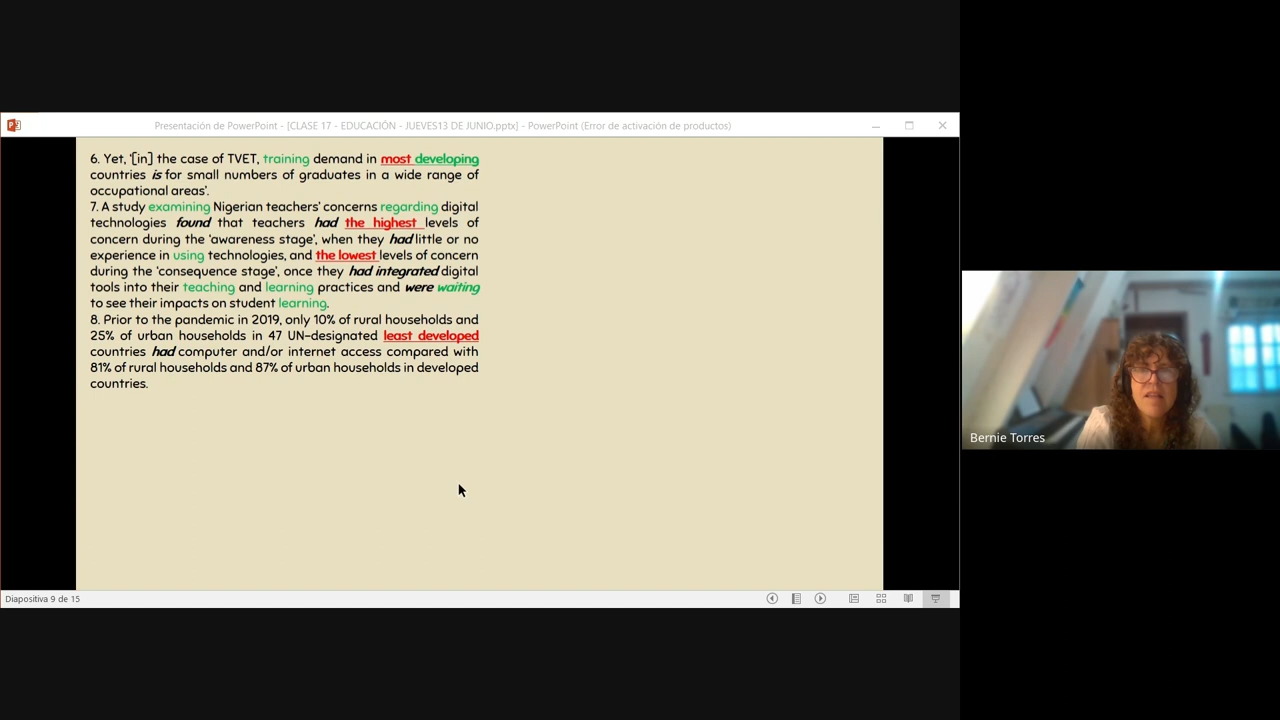 Presentación de PowerPoint - [CLASE 17 - EDUCACIÓN - JUEVES13 DE JUNIO.pptx] - PowerPoint (Error de activación de productos)
6. Yet, '[in] the case of TVET, training demand in most developing
countries is for small numbers of graduates in a wide range of
occupational areas'.
7. A study examining Nigerian teachers' concerns regarding digital
technologies found that teachers had the highest levels of
concern during the 'awareness stage', when they had little or no
experience in using technologies, and the lowest levels of concern
during the 'consequence stage', once they had integrated digital
tools into their teaching and learning practices and were waiting
to see their impacts on student learning.
8. Prior to the pandemic in 2019, only 10% of rural households and
25% of urban households in 47 UN-designated least developed
countries had computer and/or internet access compared with
81% of rural households and 87% of urban households in developed
countries.
Bernie Torres
Diapositiva 9 de 15